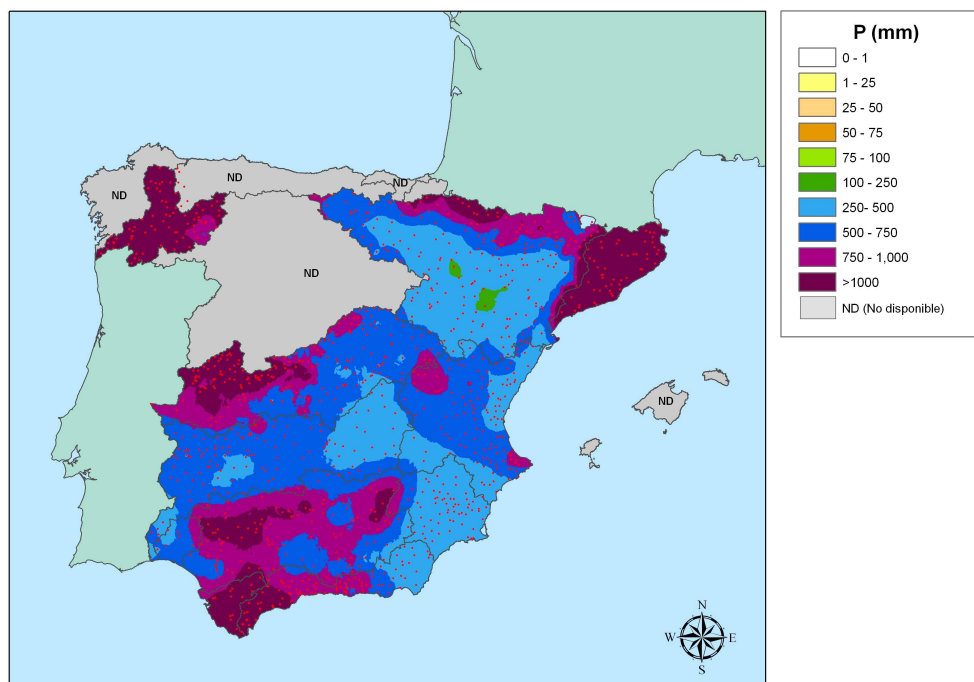 P (mm)
0 - 1
1 - 25
25 - 50
50 - 75
75 - 100
100 - 250
250- 500
500 - 750
750 - 1,000
>1000
ND (No disponible)
ND
ND
ND
ND
ND
N
W
E
S